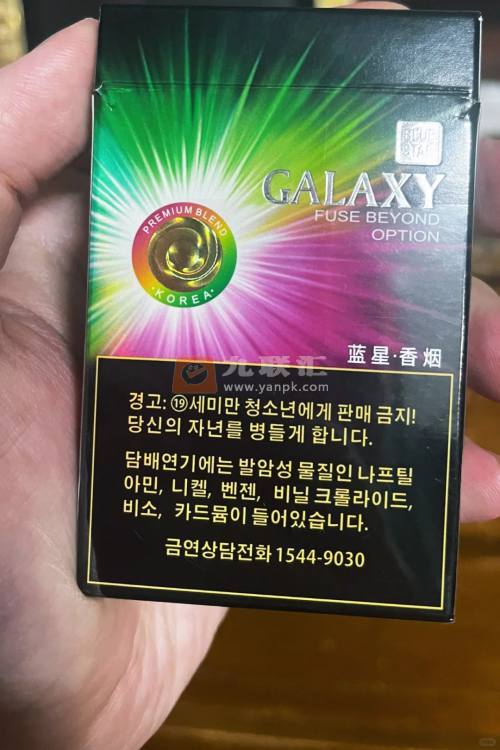 BLUE
STAR
GALAXY
FUSE BEYOND
OPTION
PREMIUM BLEND
·KOREA·
蓝星·香烟
九联汇
www.yanpk.com
경고: ⑲세미만 청소년에게 판매 금지!
당신의 자녀를 병들게 합니다.
담배연기에는 발암성 물질인 나프틸
아민, 니켈, 벤젠, 비닐 크롤라이드,
비소, 카드뮴이 들어있습니다.
금연상담전화 1544-9030